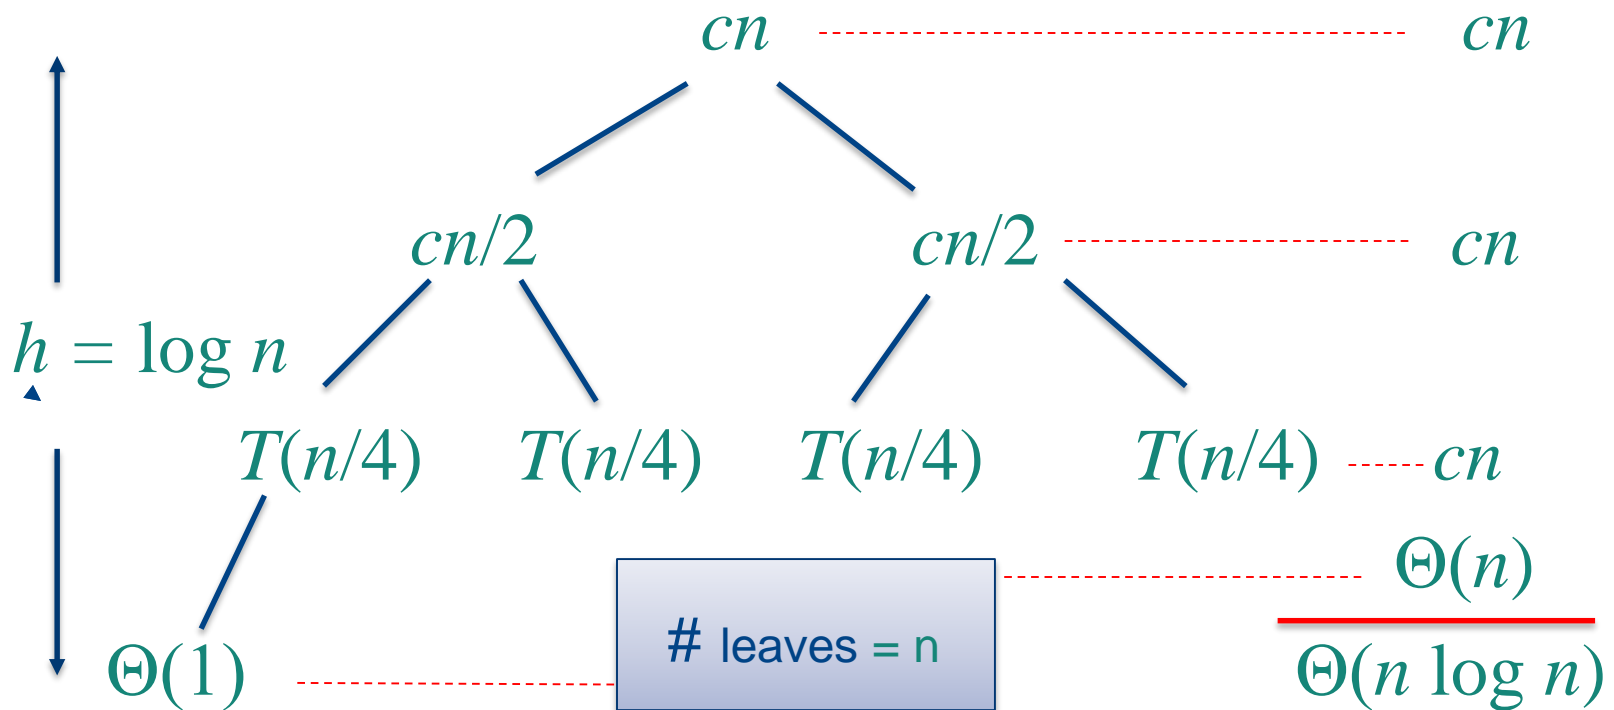 cn cn
cn/2 cn/2 cn
h = log n
T(n/4) T(n/4) T(n/4) T(n/4) cn
Θ(n)
# leaves = n
Θ(1) Θ(n log n)